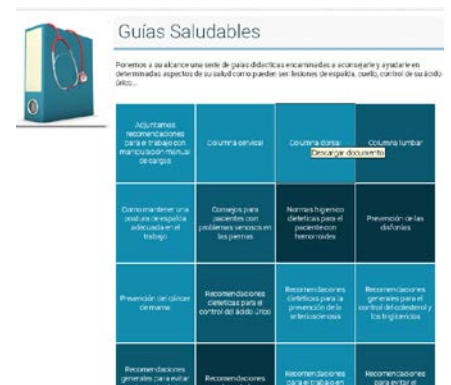 Guías Saludables
Ponemos a su alcance una serie de guías didácticas encaminadas a aconsejarle y ayudarle en
determinadas aspectos de su salud como pueden ser: lesiones de espalda, cuello, control de su ácido
úrico...
Adjuntamos
recomendaciones
para el trabajo con
manipulación manual
de cargas
Columna cervical
Columna dorsal
Columna lumbar
Descargar documento
Como mantener una
postura de espalda
adecuada en el
trabajo
Consejos para
pacientes con
problemas venosos en
las piernas
Normas higienico
dieteticas para el
paciente con
hemorroides
Prevención de las
disfonías
Prevención del cáncer
de mama
Recomendaciones
dieteticas para el
control del ácido úrico
Recomendaciones
dietéticas para la
prevención de la
arteriosclerosis
Recomendaciones
generales para el
control del colesterol y
los trigliceridos
Recomendaciones
generales para evitar
Recomendaciones
Recomendaciones
para el trabajo en
Recomendaciones
para evitar el